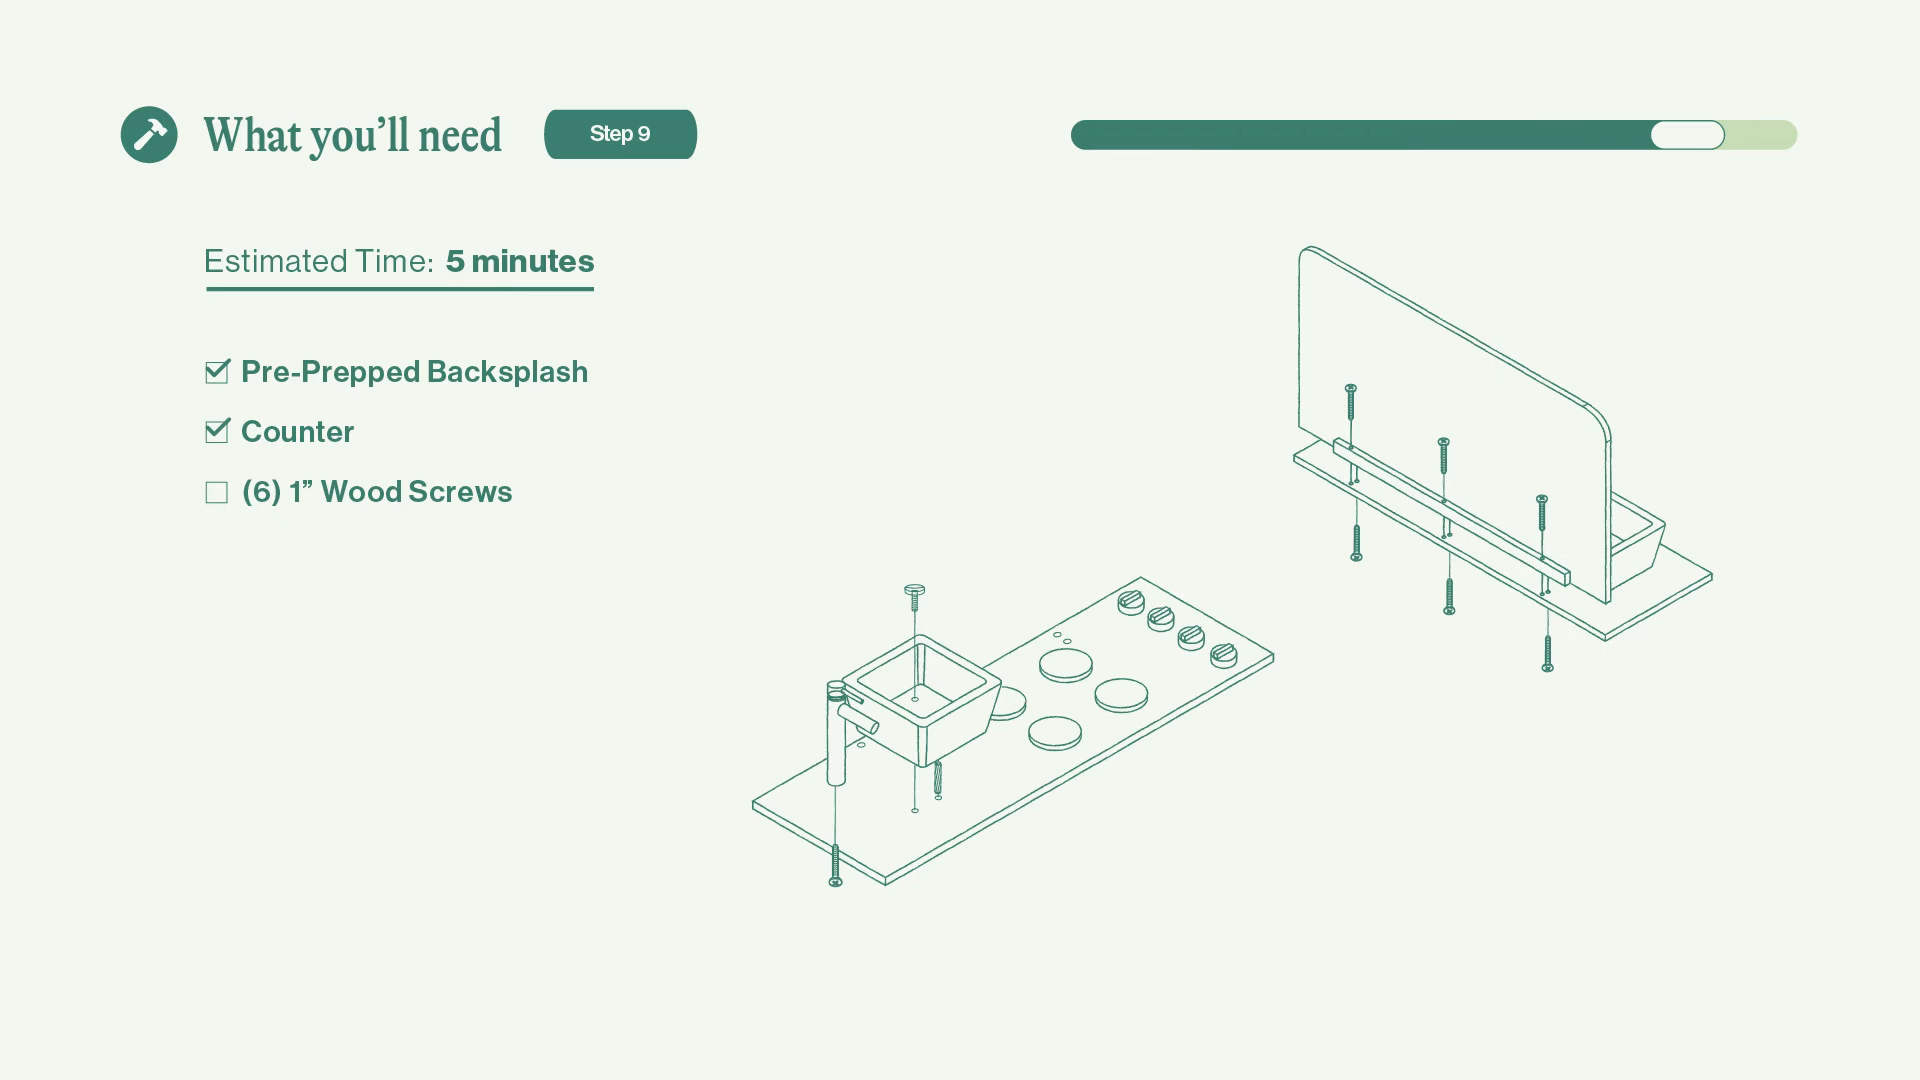 What you’ll need
Step 9
Estimated Time: 5 minutes
Pre-Prepped Backsplash
Counter
(6) 1” Wood Screws